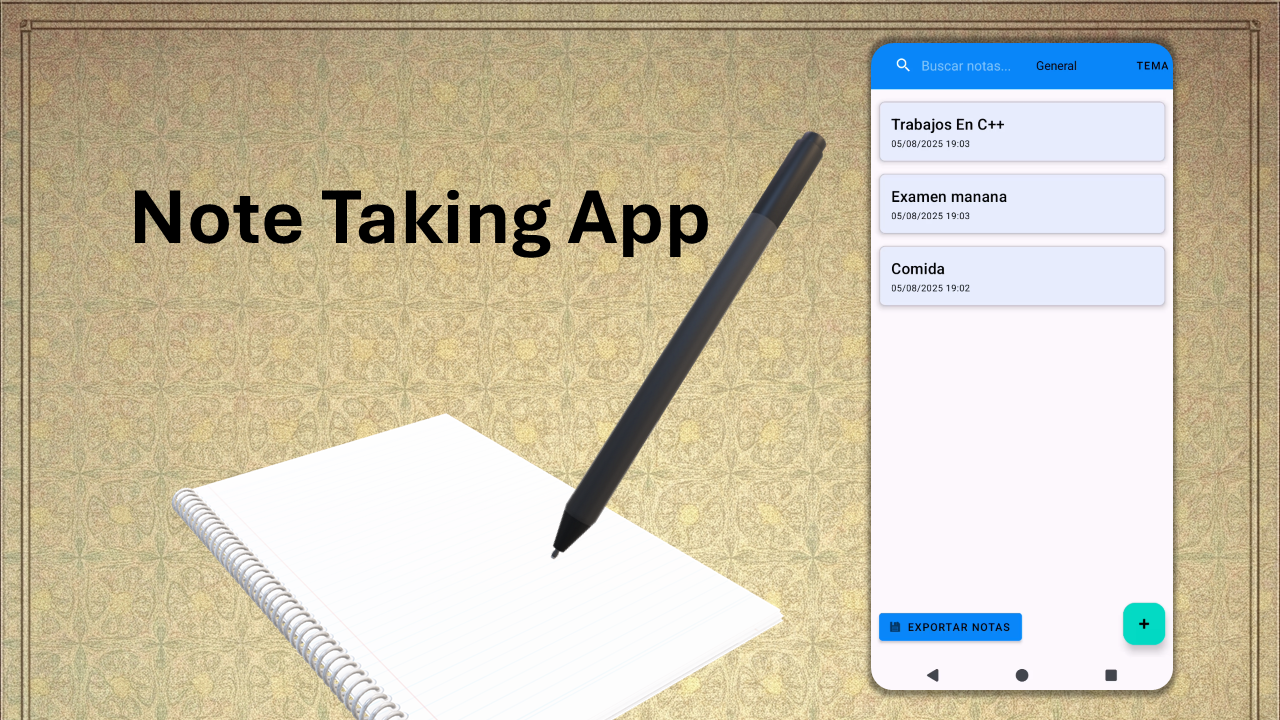 Note Taking App
Buscar notas... General TEMA
Trabajos En C++
05/08/2025 19:03
Examen manana
05/08/2025 19:03
Comida
05/08/2025 19:02
EXPORTAR NOTAS +